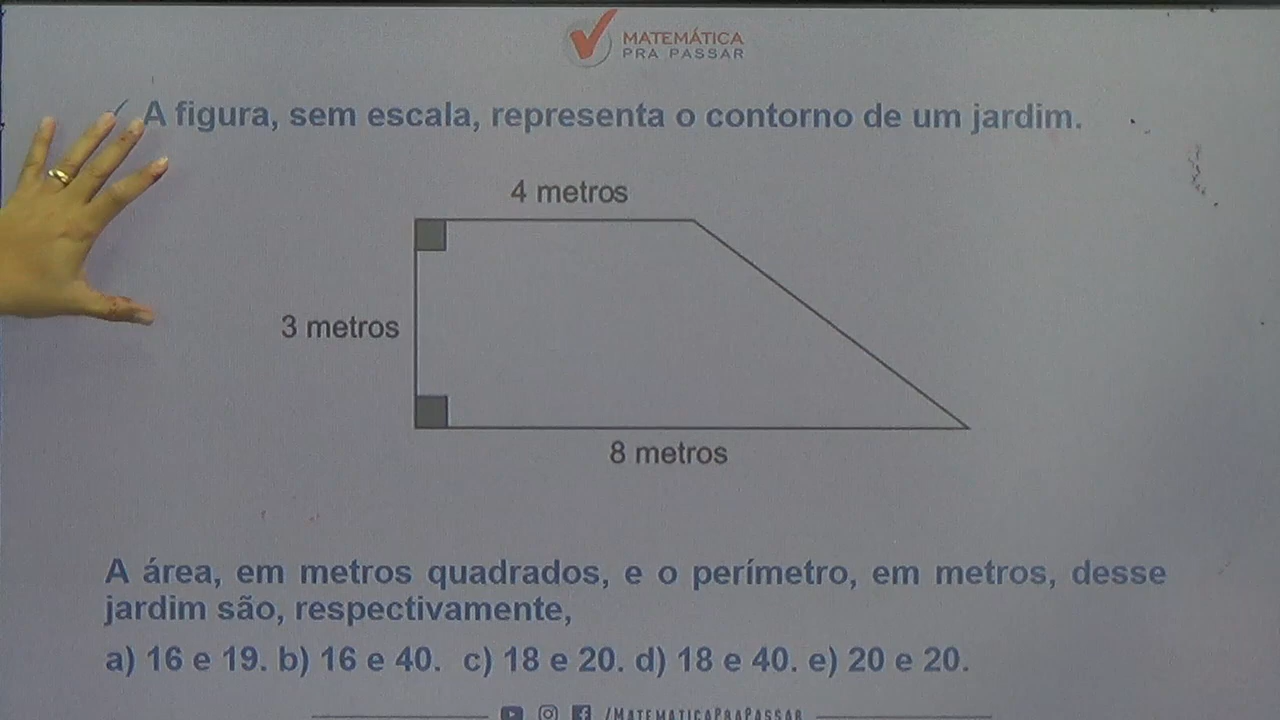 MATEMÁTICA
PRA PASSAR
A figura, sem escala, representa o contorno de um jardim.
4 metros
3 metros
8 metros
A área, em metros quadrados, e o perímetro, em metros, desse
jardim são, respectivamente,
a) 16 e 19. b) 16 e 40. c) 18 e 20. d) 18 e 40. e) 20 e 20.
/MATEMATICAPRAPASSAR